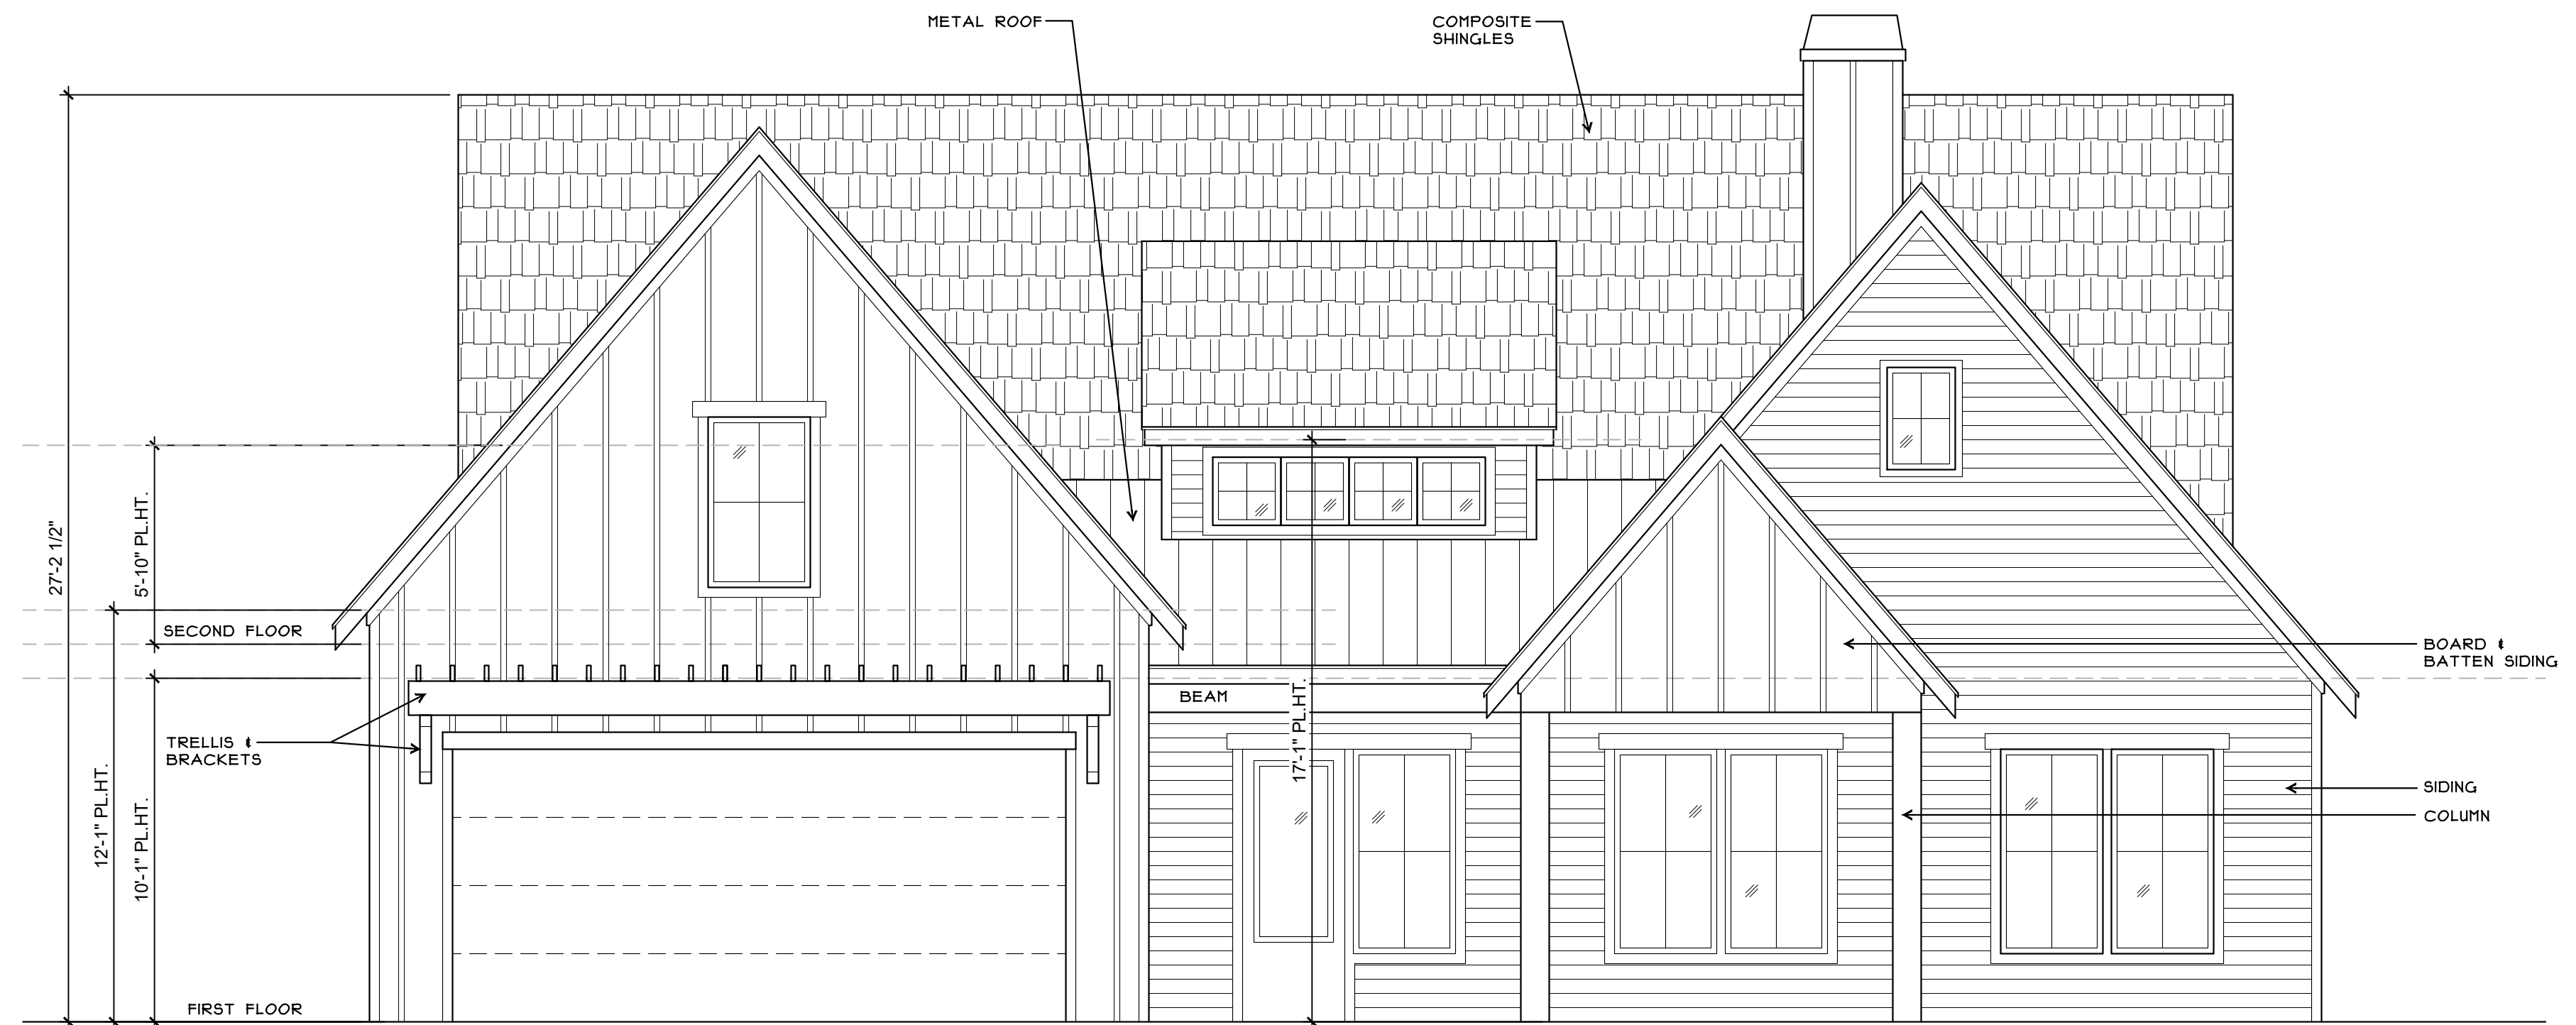 METAL ROOF
COMPOSITE
SHINGLES
27'-2 1/2"
5'-10" PL.HT.
SECOND FLOOR
BOARD &
BATTEN SIDING
BEAM
17'-1" PL.HT.
TRELLIS &
BRACKETS
12'-1" PL.HT.
10'-1" PL.HT.
SIDING
COLUMN
FIRST FLOOR